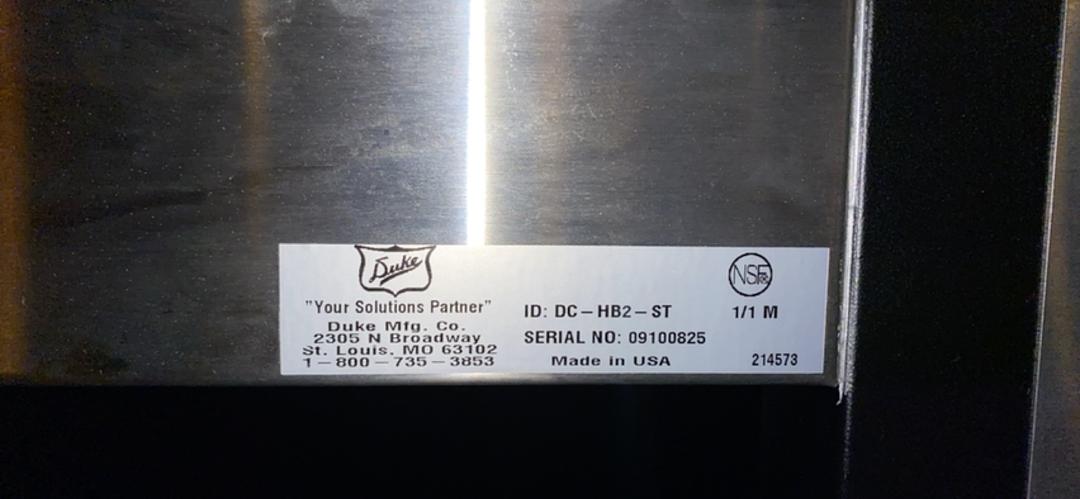 Duke
"Your Solutions Partner"
Duke Mfg. Co.
2305 N Broadway
St. Louis, MO 63102
1-800-735-3853
ID: DC-HB2-ST
SERIAL NO: 09100825
Made in USA
NSF®
1/1 M
214573